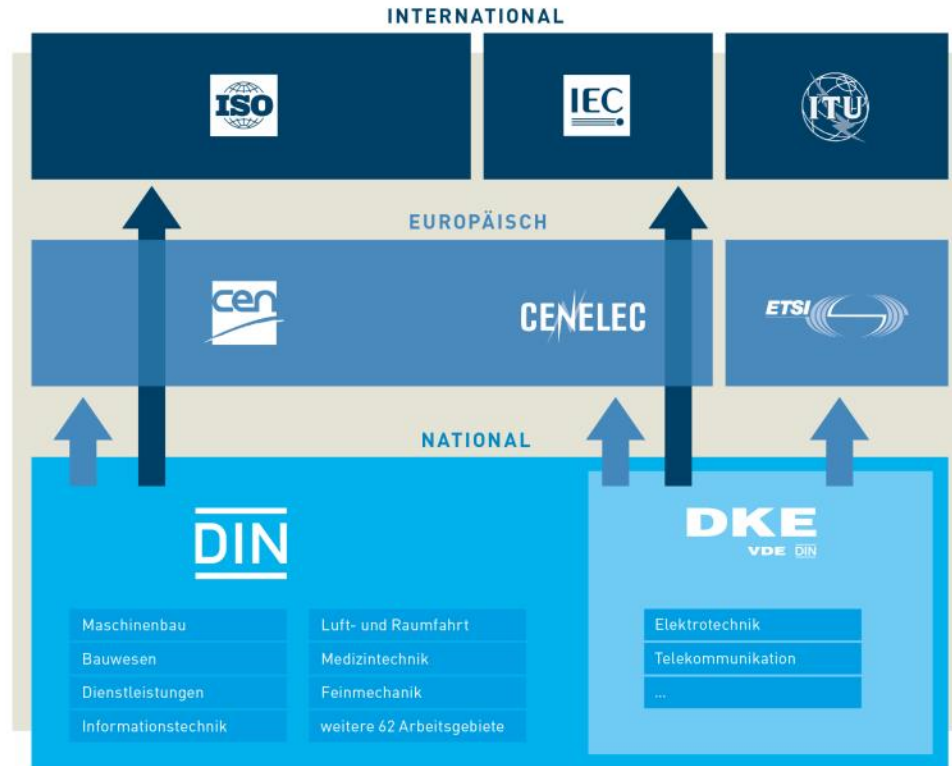 INTERNATIONAL
ISO
IEC
ITU
EUROPÄISCH
cen
CENELEC
ETSI
NATIONAL
DIN
DKE
VDE DIN
Maschinenbau
Bauwesen
Dienstleistungen
Informationstechnik
Luft- und Raumfahrt
Medizintechnik
Feinmechanik
weitere 62 Arbeitsgebiete
Elektrotechnik
Telekommunikation
...